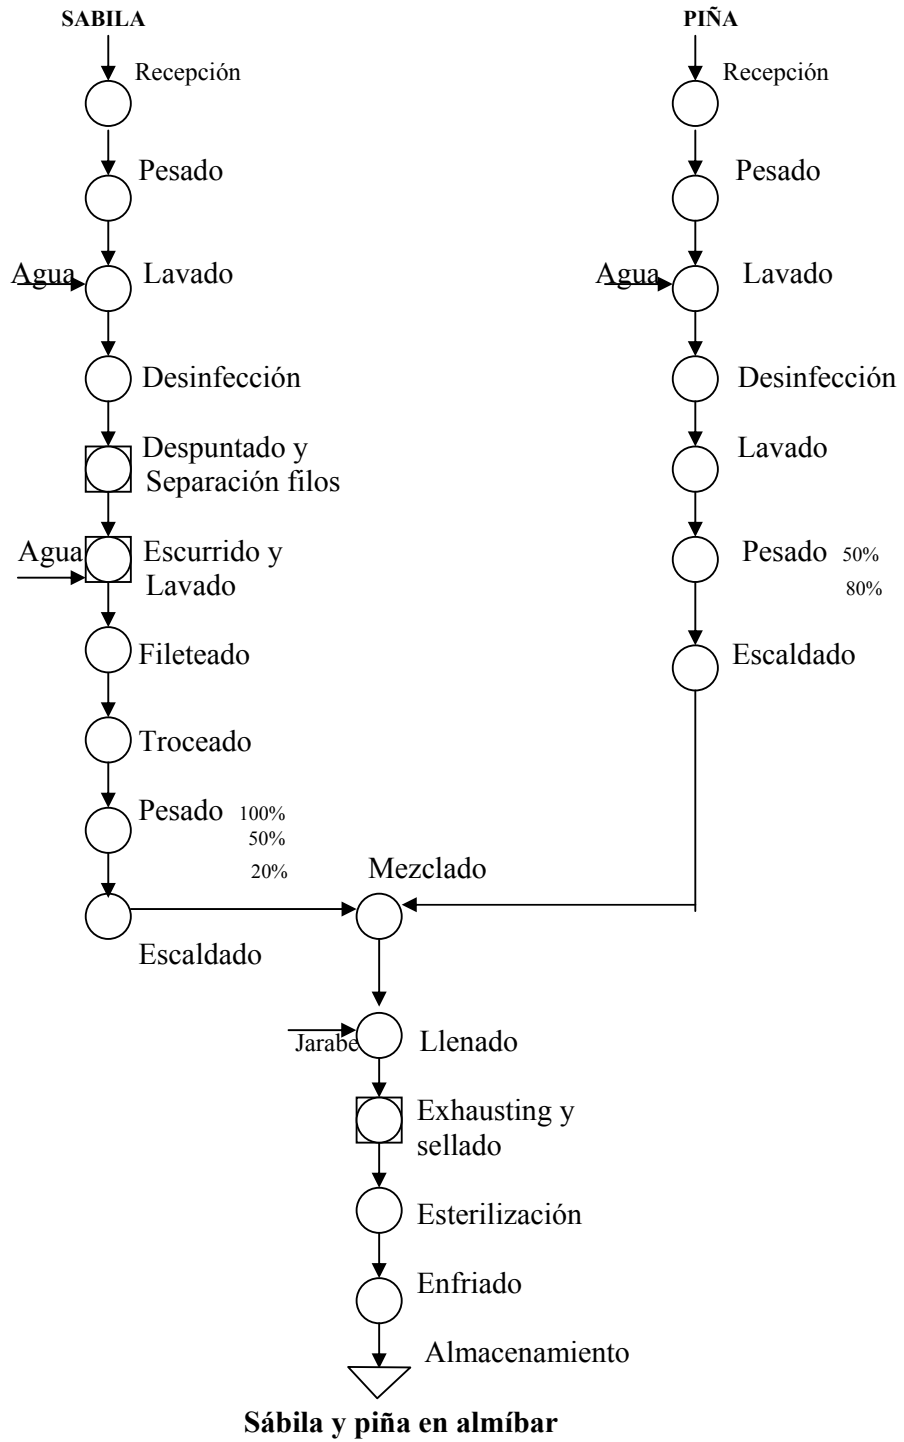 SABILA
Recepción
Pesado
Agua
Lavado
Desinfección
Despuntado y
Separación filos
Agua
Escurrido y
Lavado
Fileteado
Troceado
Pesado 100%
50%
20%
Escaldado
PIÑA
Recepción
Pesado
Agua
Lavado
Desinfección
Lavado
Pesado 50%
80%
Escaldado
Mezclado
Jarabe
Llenado
Exhausting y
sellado
Esterilización
Enfriado
Almacenamiento
Sábila y piña en almíbar